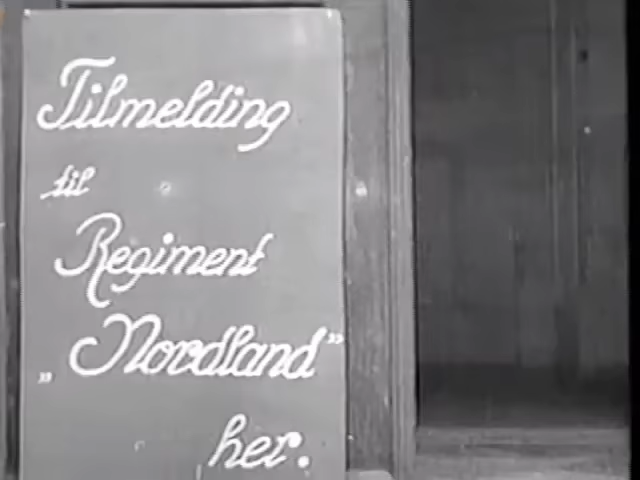 Tilmelding
til
Regiment
„Nordland”
her.